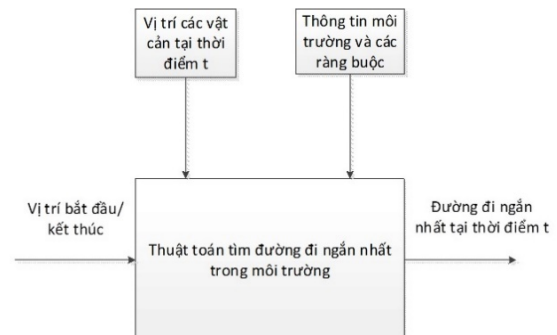 Vị trí các vật
cản tại thời
điểm t
Thông tin môi
trường và các
ràng buộc
Vị trí bắt đầu/
kết thúc
Thuật toán tìm đường đi ngắn nhất
trong môi trường
Đường đi ngắn
nhất tại thời điểm t